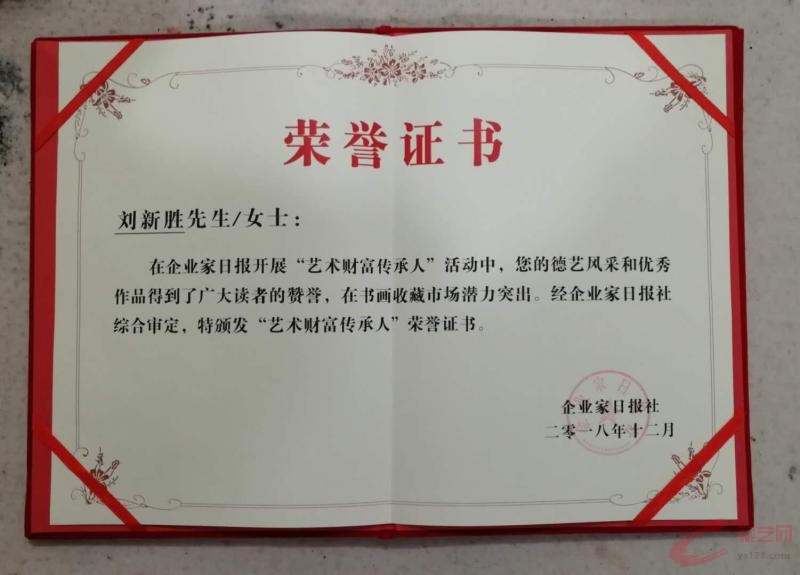 荣誉证书
刘新胜先生/女士：
在企业家日报开展“艺术财富传承人”活动中，您的德艺风采和优秀
作品得到了广大读者的赞誉，在书画收藏市场潜力突出。经企业家日报社
综合审定，特颁发“艺术财富传承人”荣誉证书。
企业家日报社
二零一八年十二月